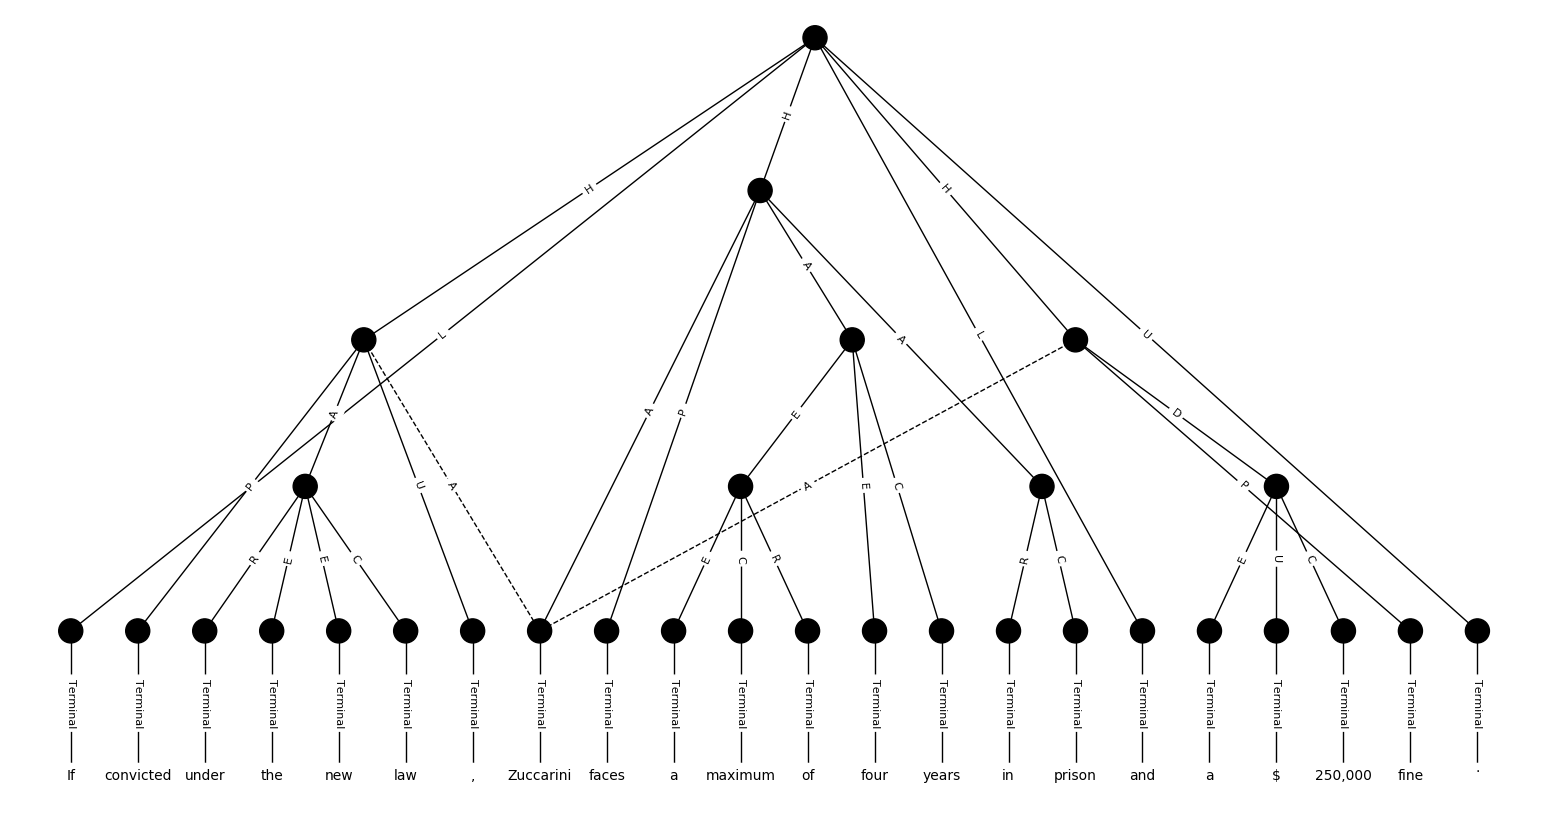 H
H
H
A
L
L
U
A
A
A
P
E
D
P
A
U
A
E
C
P
R
E
E
C
E
C
R
R
C
E
U
C
Terminal Terminal Terminal Terminal Terminal Terminal Terminal Terminal Terminal Terminal Terminal Terminal Terminal Terminal Terminal Terminal Terminal Terminal Terminal Terminal Terminal Terminal
If convicted under the new law , Zuccarini faces a maximum of four years in prison and a $ 250,000 fine .